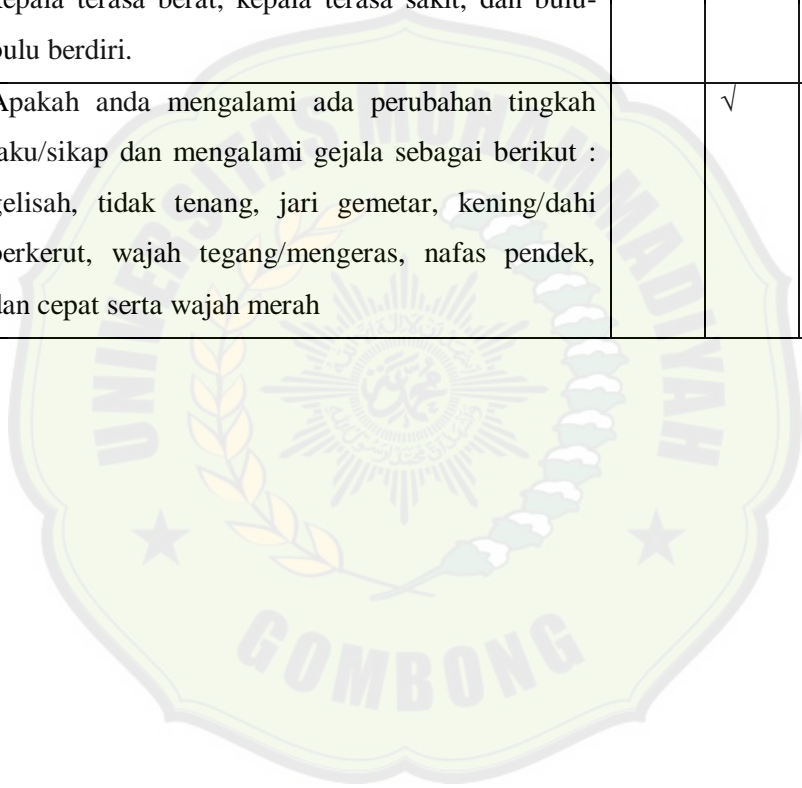 kepala terasa berat, kepala terasa sakit, dan bulu-
bulu berdiri.
Apakah anda mengalami ada perubahan tingkah √
laku/sikap dan mengalami gejala sebagai berikut :
gelisah, tidak tenang, jari gemetar, kening/dahi
berkerut, wajah tegang/mengeras, nafas pendek,
dan cepat serta wajah merah
UNIVERSITAS MUHAMMADIYAH
GOMBONG